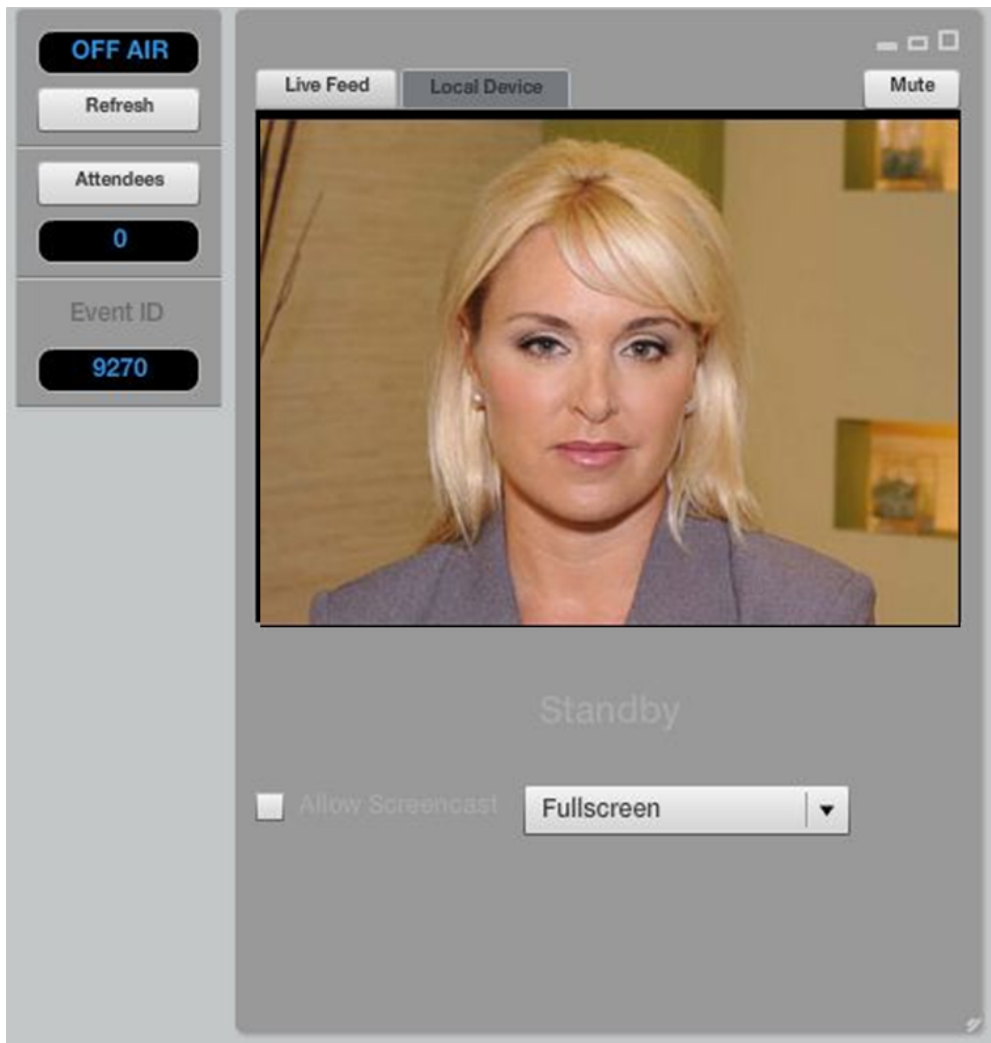 OFF AIR
Refresh
Attendees
0
Event ID
9270
Live Feed
Local Device
Mute
Standby
Allow Screencast
Fullscreen